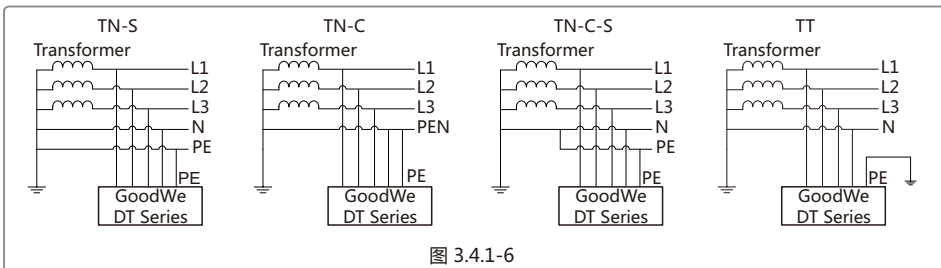 TN-S
Transformer
L1
L2
L3
N
PE
PE
GoodWe
DT Series
TN-C
Transformer
L1
L2
L3
PEN
PE
GoodWe
DT Series
TN-C-S
Transformer
L1
L2
L3
N
PE
PE
GoodWe
DT Series
TT
Transformer
L1
L2
L3
N
PE
GoodWe
DT Series
图 3.4.1-6